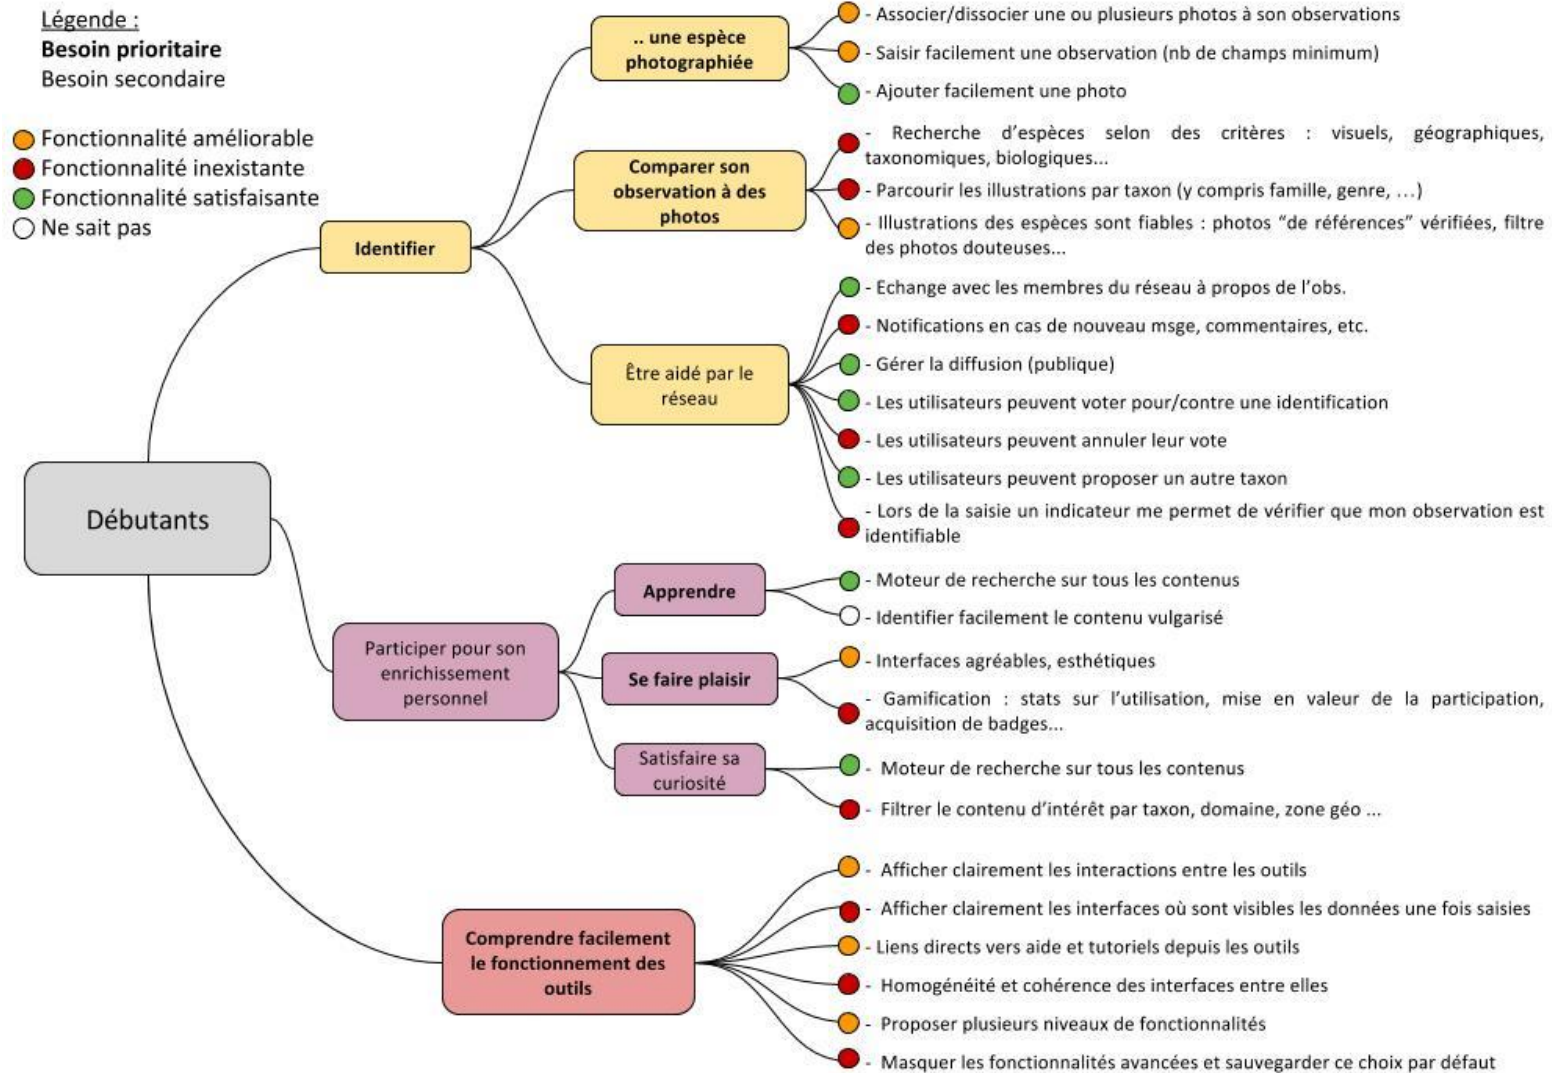 Légende :
Besoin prioritaire
Besoin secondaire
Fonctionnalité améliorable
Fonctionnalité inexistante
Fonctionnalité satisfaisante
Ne sait pas
Débutants
Identifier
.. une espèce
photographiée
- Associer/dissocier une ou plusieurs photos à son observations
- Saisir facilement une observation (nb de champs minimum)
- Ajouter facilement une photo
Comparer son
observation à des
photos
- Recherche d’espèces selon des critères : visuels, géographiques,
taxonomiques, biologiques...
- Parcourir les illustrations par taxon (y compris famille, genre, …)
- Illustrations des espèces sont fiables : photos “de références” vérifiées, filtre
des photos douteuses...
Être aidé par le
réseau
- Echange avec les membres du réseau à propos de l’obs.
- Notifications en cas de nouveau msge, commentaires, etc.
- Gérer la diffusion (publique)
- Les utilisateurs peuvent voter pour/contre une identification
- Les utilisateurs peuvent annuler leur vote
- Les utilisateurs peuvent proposer un autre taxon
- Lors de la saisie un indicateur me permet de vérifier que mon observation est
identifiable
Participer pour son
enrichissement
personnel
Apprendre
- Moteur de recherche sur tous les contenus
- Identifier facilement le contenu vulgarisé
Se faire plaisir
- Interfaces agréables, esthétiques
- Gamification : stats sur l’utilisation, mise en valeur de la participation,
acquisition de badges...
Satisfaire sa
curiosité
- Moteur de recherche sur tous les contenus
- Filtrer le contenu d’intérêt par taxon, domaine, zone géo ...
Comprendre facilement
le fonctionnement des
outils
- Afficher clairement les interactions entre les outils
- Afficher clairement les interfaces où sont visibles les données une fois saisies
- Liens directs vers aide et tutoriels depuis les outils
- Homogénéité et cohérence des interfaces entre elles
- Proposer plusieurs niveaux de fonctionnalités
- Masquer les fonctionnalités avancées et sauvegarder ce choix par défaut